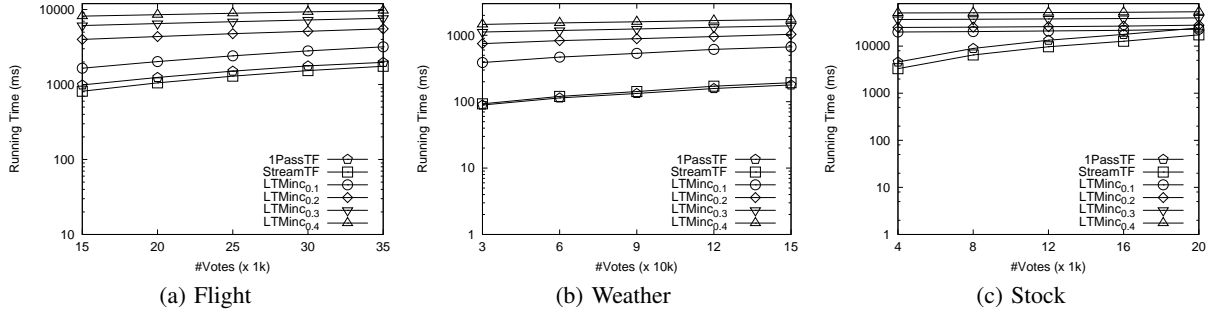 10000
1000
100
10
Running Time (ms)
1PassTF
StreamTF
LTMinc0.1
LTMinc0.2
LTMinc0.3
LTMinc0.4
15 20 25 30 35
#Votes (x 1k)
(a) Flight
1000
100
10
1
Running Time (ms)
1PassTF
StreamTF
LTMinc0.1
LTMinc0.2
LTMinc0.3
LTMinc0.4
3 6 9 12 15
#Votes (x 10k)
(b) Weather
10000
1000
100
10
1
Running Time (ms)
1PassTF
StreamTF
LTMinc0.1
LTMinc0.2
LTMinc0.3
LTMinc0.4
4 8 12 16 20
#Votes (x 1k)
(c) Stock